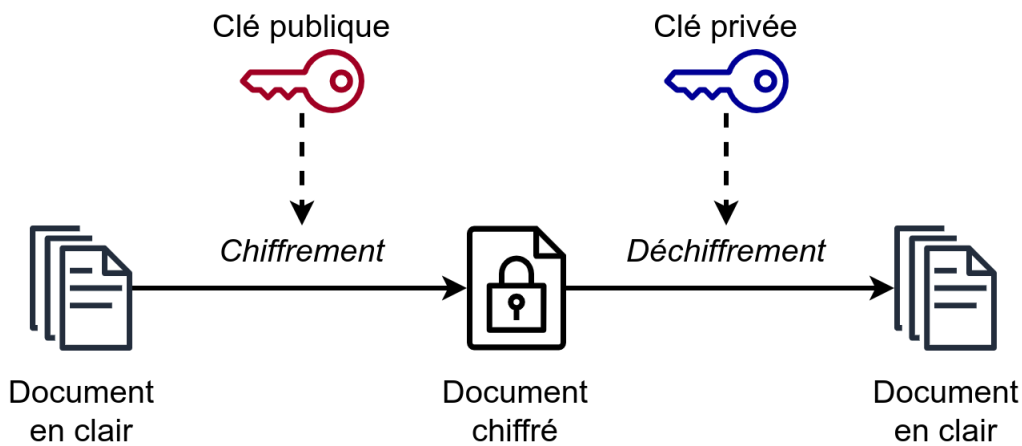 Clé publique
Clé privée
Chiffrement
Déchiffrement
Document
en clair
Document
chiffré
Document
en clair